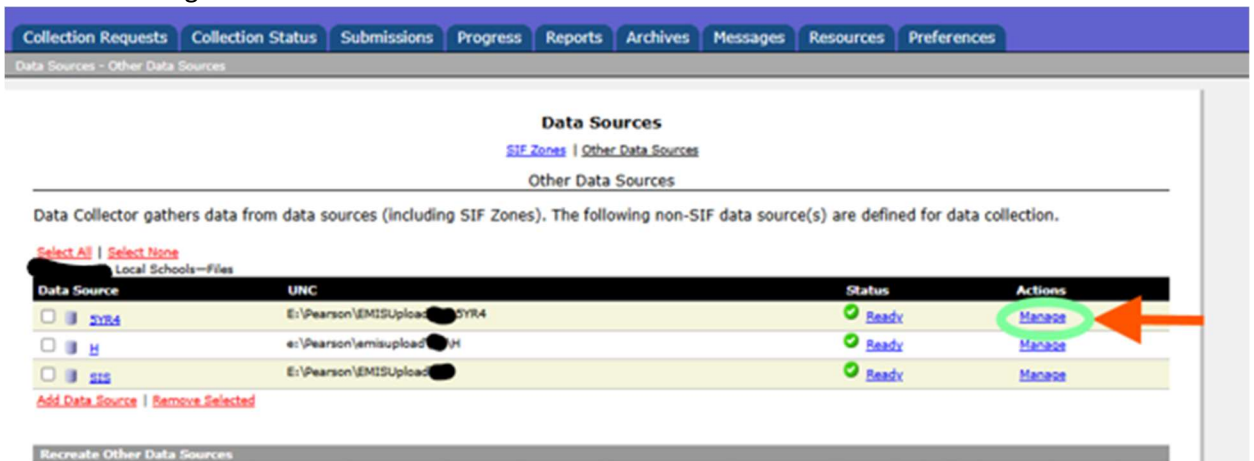 Collection Requests Collection Status Submissions Progress Reports Archives Messages Resources Preferences
Data Sources - Other Data Sources
Data Sources
SIF Zones | Other Data Sources
Other Data Sources
Data Collector gathers data from data sources (including SIF Zones). The following non-SIF data source(s) are defined for data collection.
Select All | Select None
Local Schools—Files
Data Source UNC Status Actions
5YR4 E:\Pearson\EMISUpload 5YR4 Ready Manage
H e:\Pearson\emisupload \H Ready Manage
SIS E:\Pearson\EMISUpload Ready Manage
Add Data Source | Remove Selected
Recreate Other Data Sources